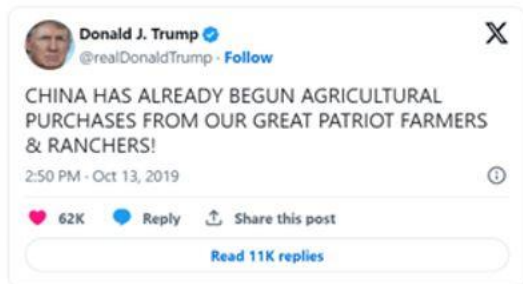 Donald J. Trump
@realDonaldTrump · Follow
CHINA HAS ALREADY BEGUN AGRICULTURAL
PURCHASES FROM OUR GREAT PATRIOT FARMERS
& RANCHERS!
2:50 PM · Oct 13, 2019
62K Reply Share this post
Read 11K replies